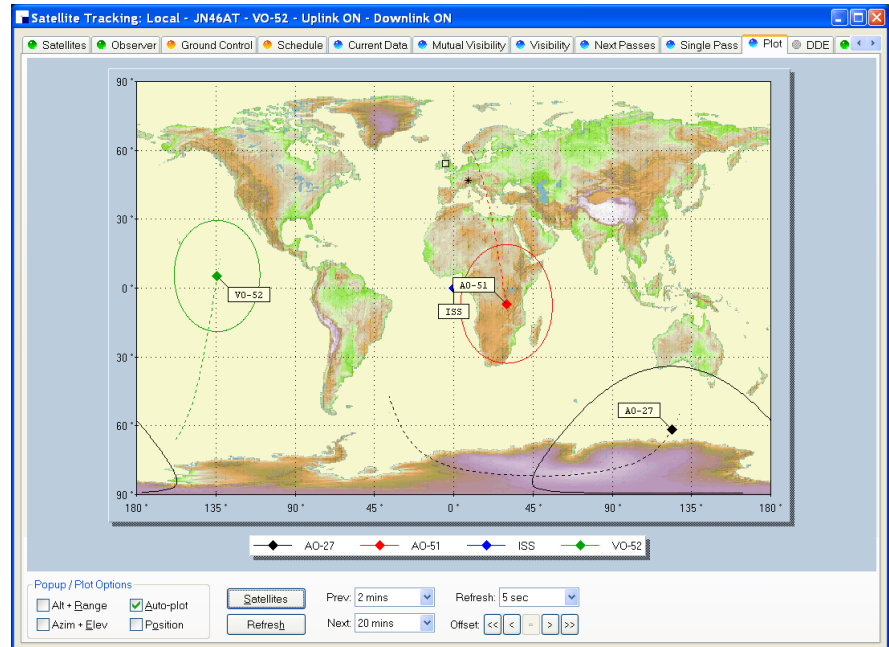 Satellite Tracking: Local - JN46AT - VO-52 - Uplink ON - Downlink ON
Satellites Observer Ground Control Schedule Current Data Mutual Visibility Visibility Next Passes Single Pass Plot DDE
90 °
60 °
30 °
0 °
30 °
60 °
90 °
VO-52
AO-51
ISS
AO-27
180 ° 135 ° 90 ° 45 ° 0 ° 45 ° 90 ° 135 ° 180 °
AO-27 AO-51 ISS VO-52
Popup / Plot Options
Alt + Range Auto-plot
Azim + Elev Position
Satellites
Refresh
Prev: 2 mins Refresh: 5 sec
Next: 20 mins Offset: << < = > >>